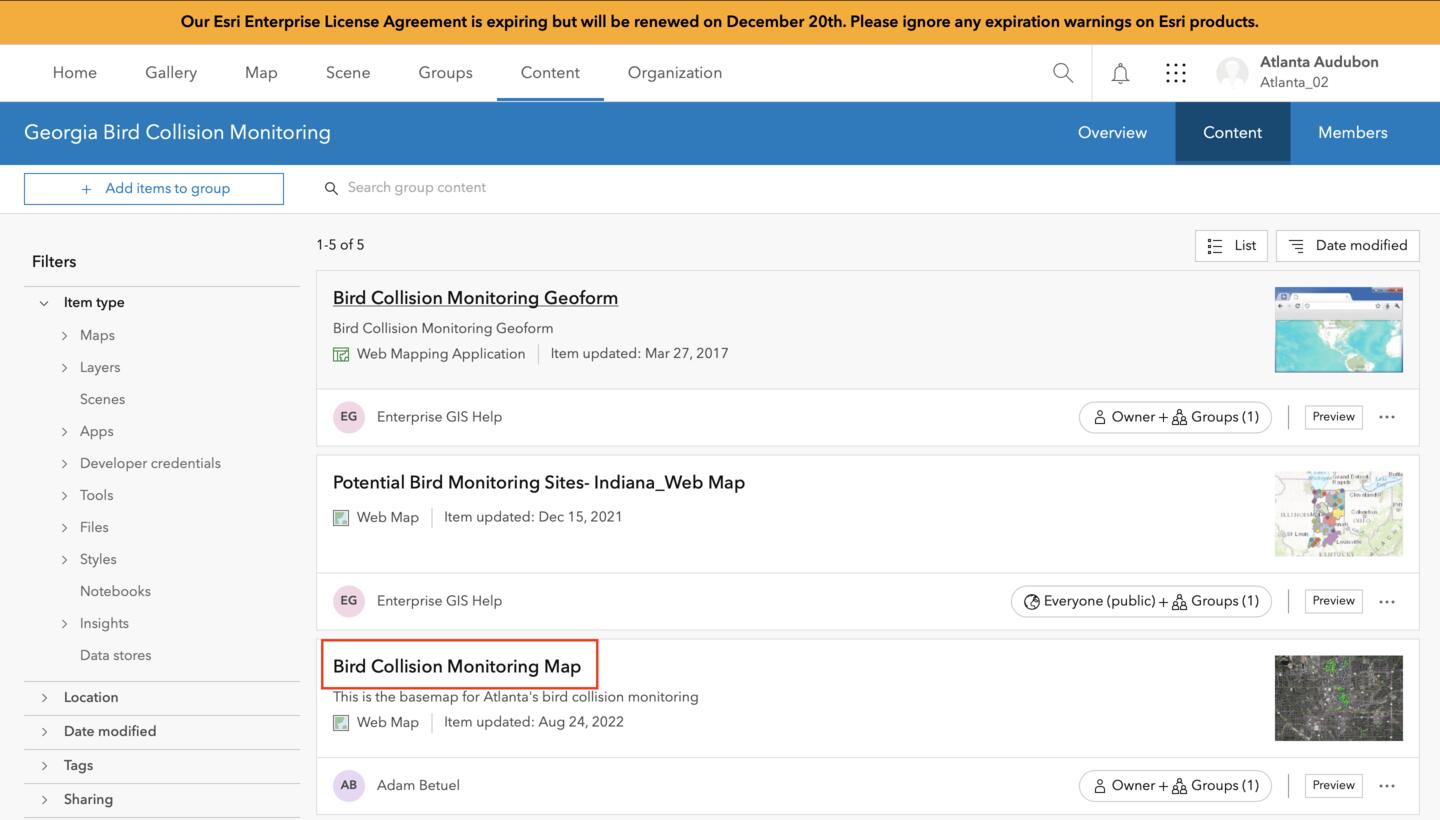 Our Esri Enterprise License Agreement is expiring but will be renewed on December 20th. Please ignore any expiration warnings on Esri products.
Home Gallery Map Scene Groups Content Organization
Atlanta Audubon
Atlanta_02
Georgia Bird Collision Monitoring Overview Content Members
+ Add items to group Search group content
1-5 of 5 List Date modified
Filters
Item type
Maps
Layers
Scenes
Apps
Developer credentials
Tools
Files
Styles
Notebooks
Insights
Data stores
Location
Date modified
Tags
Sharing
Bird Collision Monitoring Geoform
Bird Collision Monitoring Geoform
Web Mapping Application Item updated: Mar 27, 2017
EG Enterprise GIS Help Owner + Groups (1) Preview ...
Potential Bird Monitoring Sites- Indiana_Web Map
Web Map Item updated: Dec 15, 2021
EG Enterprise GIS Help Everyone (public) + Groups (1) Preview ...
Bird Collision Monitoring Map
This is the basemap for Atlanta's bird collision monitoring
Web Map Item updated: Aug 24, 2022
AB Adam Betuel Owner + Groups (1) Preview ...